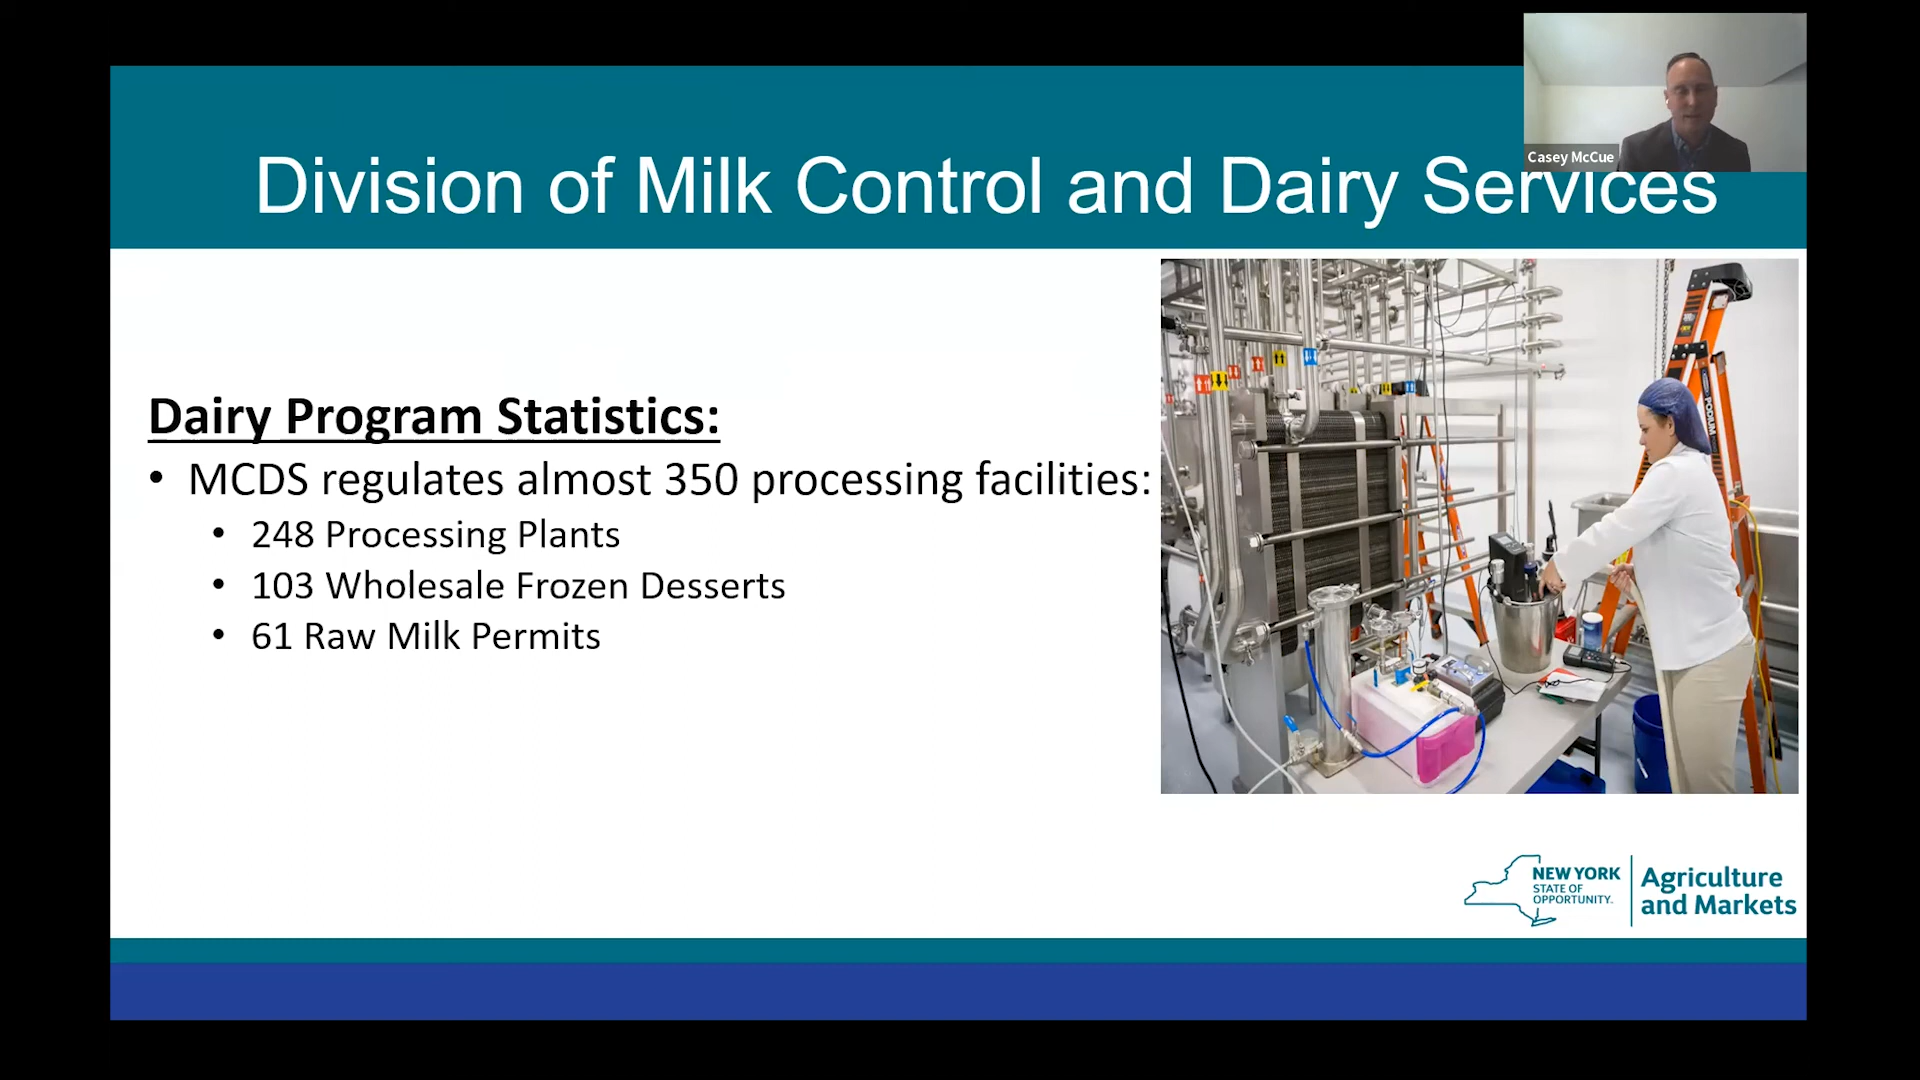 Casey McCue
Division of Milk Control and Dairy Services
Dairy Program Statistics:
• MCDS regulates almost 350 processing facilities:
• 248 Processing Plants
• 103 Wholesale Frozen Desserts
• 61 Raw Milk Permits
PODIUM
NEW YORK
STATE OF
OPPORTUNITY.
Agriculture
and Markets